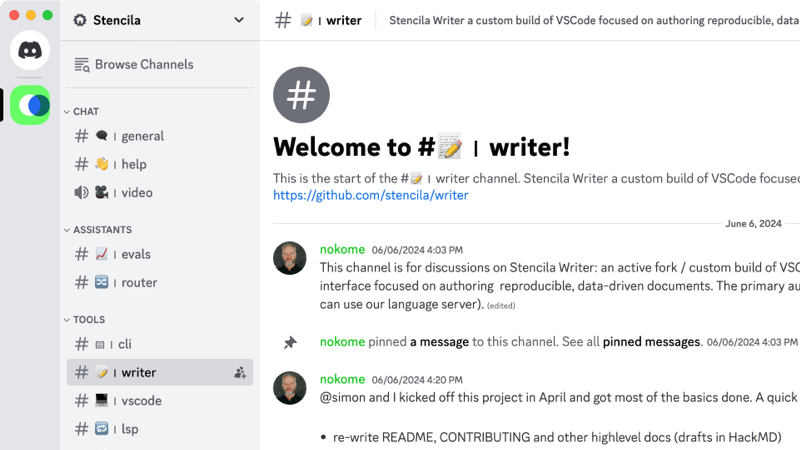 Stencila
Browse Channels
CHAT
general
help
video
ASSISTANTS
evals
router
TOOLS
cli
writer
vscode
lsp
# | writer
Stencila Writer a custom build of VSCode focused on authoring reproducible, data
Welcome to # | writer!
This is the start of the # | writer channel. Stencila Writer a custom build of VSCode focused
https://github.com/stencila/writer
June 6, 2024
nokome 06/06/2024 4:03 PM
This channel is for discussions on Stencila Writer: an active fork / custom build of VSC
interface focused on authoring reproducible, data-driven documents. The primary au
can use our language server). (edited)
nokome pinned a message to this channel. See all pinned messages. 06/06/2024 4:03 PM
nokome 06/06/2024 4:20 PM
@simon and I kicked off this project in April and got most of the basics done. A quick
• re-write README, CONTRIBUTING and other highlevel docs (drafts in HackMD)